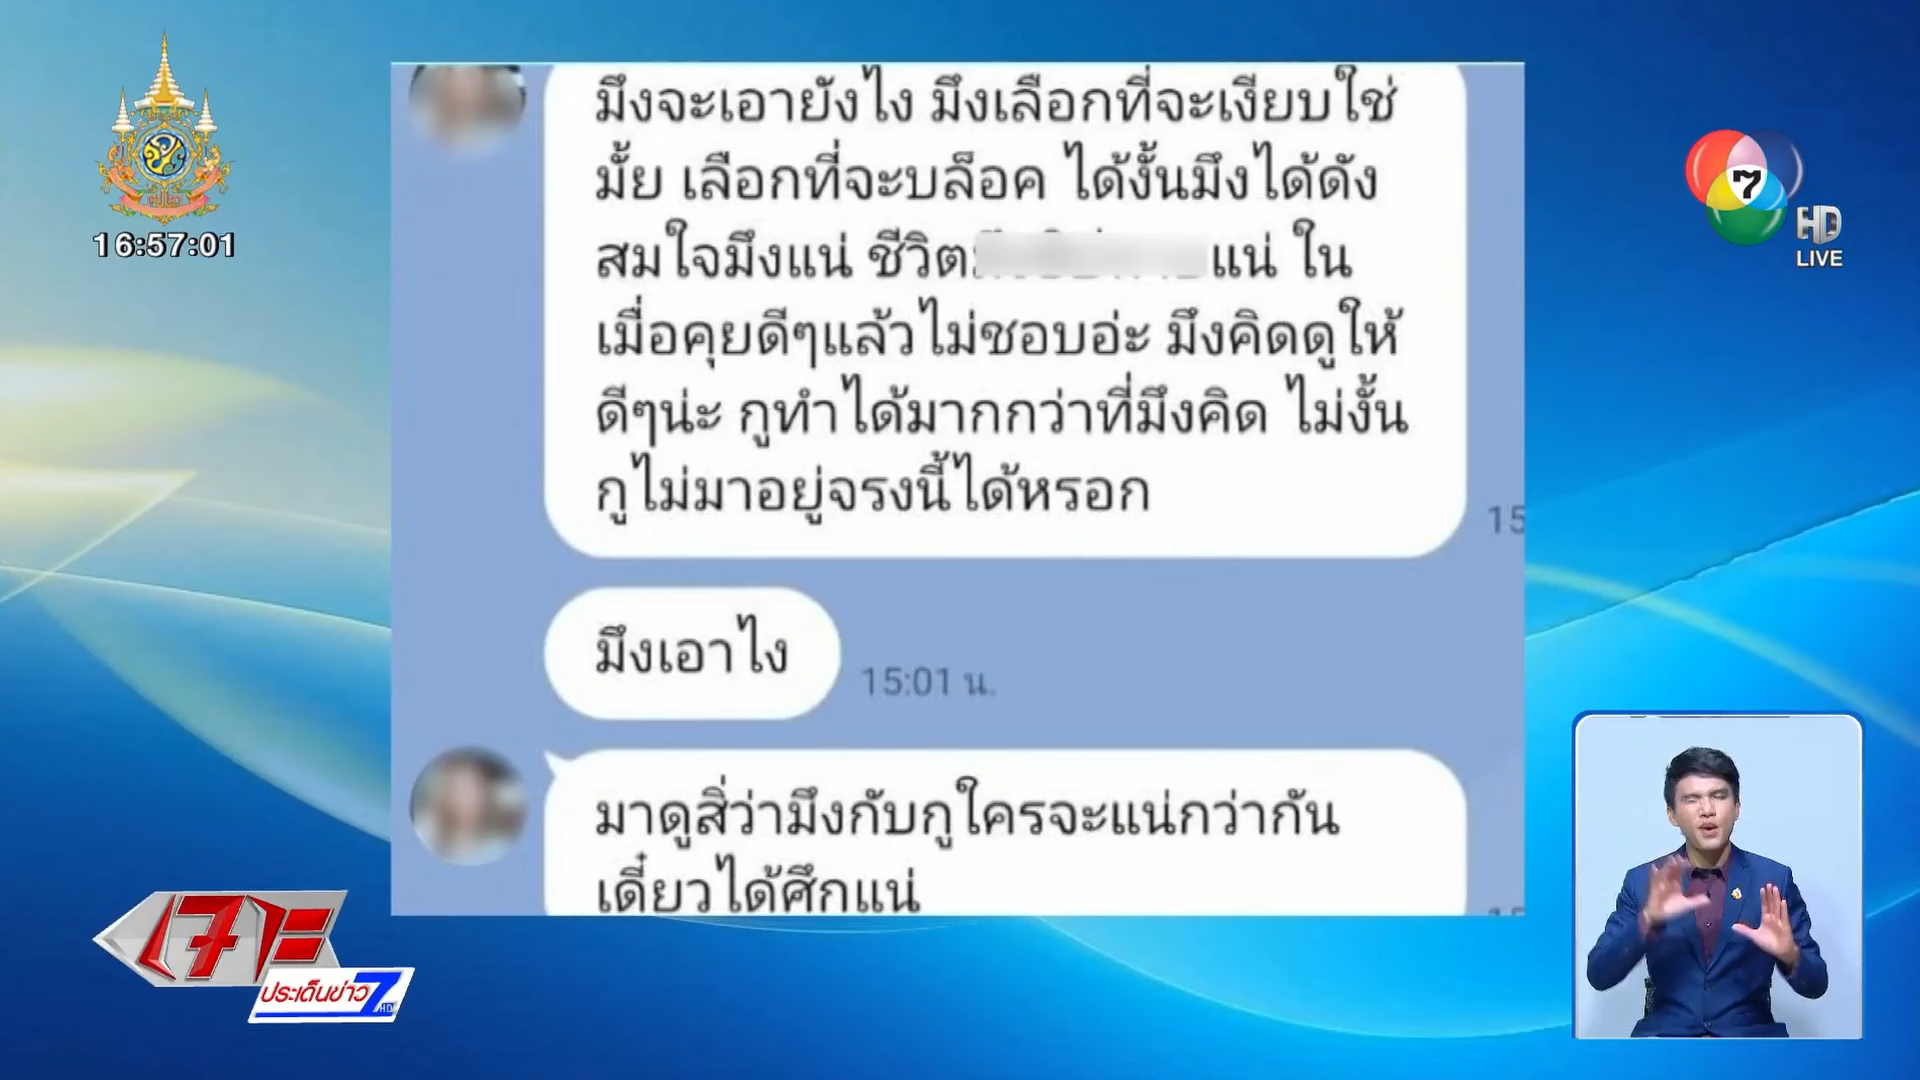 16:57:01
7
HD
LIVE
มึงจะเอายังไง มึงเลือกที่จะเงียบใช่
มั้ย เลือกที่จะบล็อค ได้งั้นมึงได้ดัง
สมใจมึงแน่ ชีวิต แน่ ใน
เมื่อคุยดีๆแล้วไม่ชอบอ่ะ มึงคิดดูให้
ดีๆน่ะ กูทำได้มากกว่าที่มึงคิด ไม่งั้น
กูไม่มาอยู่จรงนี้ได้หรอก
15
มึงเอาไง
15:01 น.
มาดูสิ่ว่ามึงกับกูใครจะแน่กว่ากัน
เดี๋ยวได้ศึกแน่
เจาะ
ประเด็นข่าว 7 HD